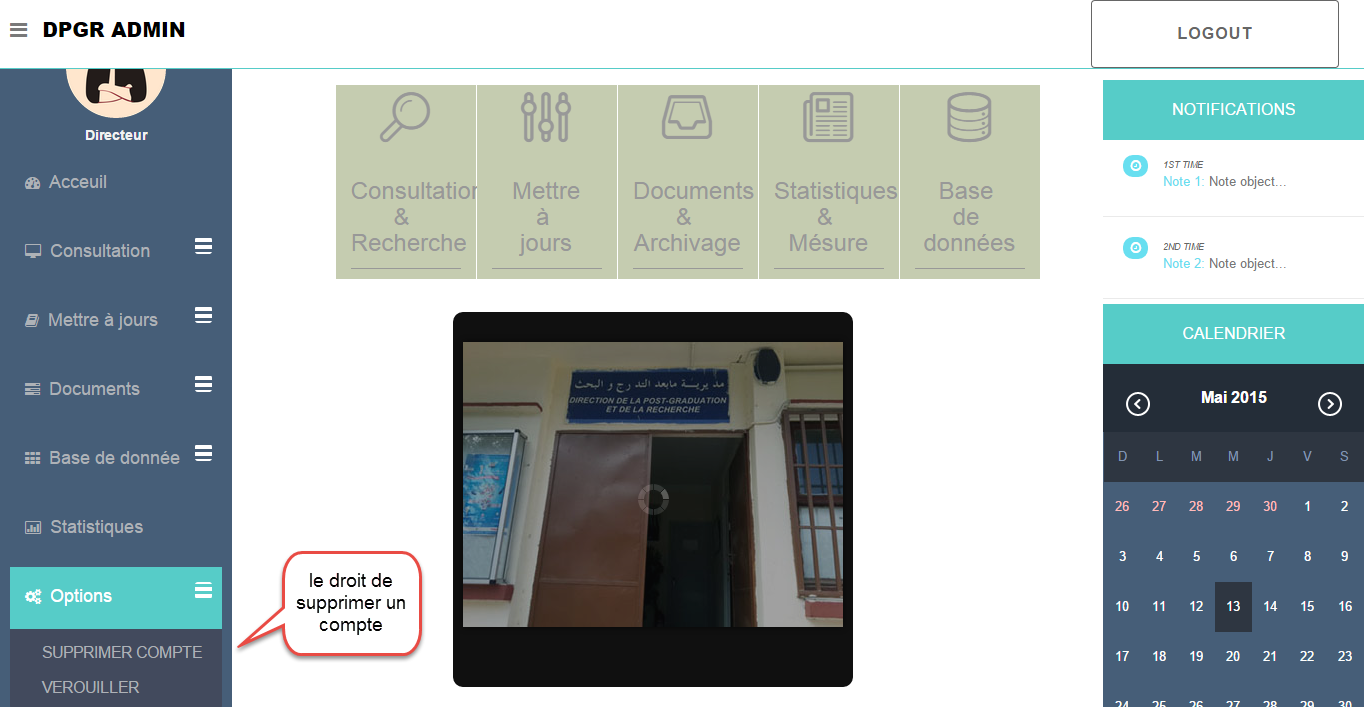 DPGR ADMIN
LOGOUT
Directeur
Acceuil
Consultation
Mettre à jours
Documents
Base de donnée
Statistiques
Options
SUPPRIMER COMPTE
VEROUILLER
le droit de
supprimer un
compte
Consultation
&
Recherche
Mettre
à
jours
Documents
&
Archivage
Statistiques
&
Mésure
Base
de
données
مديرية مابعد التدرج و البحث
DIRECTION DE LA POST-GRADUATION
ET DE LA RECHERCHE
NOTIFICATIONS
1ST TIME
Note 1: Note object...
2ND TIME
Note 2: Note object...
CALENDRIER
Mai 2015
D L M M J V S
26 27 28 29 30 1 2
3 4 5 6 7 8 9
10 11 12 13 14 15 16
17 18 19 20 21 22 23
24 25 26 27 28 29 30